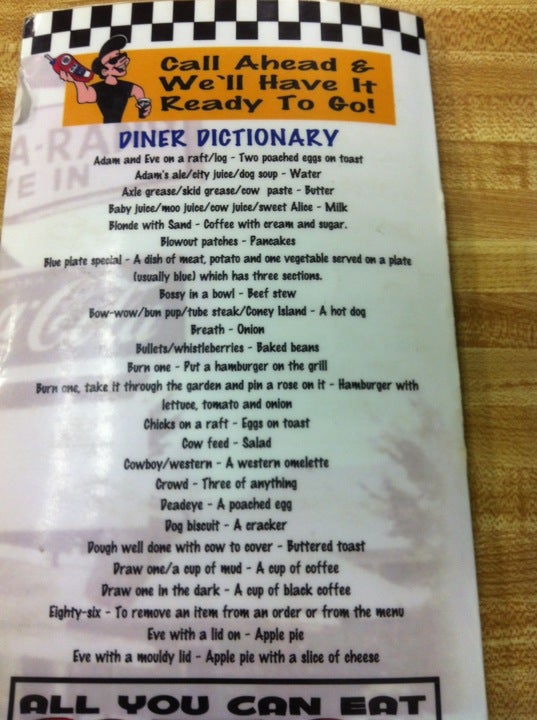 Call Ahead &
We'll Have It
Ready To Go!
DINER DICTIONARY
Adam and Eve on a raft/log - Two poached eggs on toast
Adam's ale/city juice/dog soup - Water
Axle grease/skid grease/cow paste - Butter
Baby juice/moo juice/cow juice/sweet Alice - Milk
Blonde with Sand - Coffee with cream and sugar.
Blowout patches - Pancakes
Blue plate special - A dish of meat, potato and one vegetable served on a plate
(usually blue) which has three sections.
Bossy in a bowl - Beef stew
Bow-wow/bun pup/tube steak/Coney Island - A hot dog
Breath - Onion
Bullets/whistleberries - Baked beans
Burn one - Put a hamburger on the grill
Burn one, take it through the garden and pin a rose on it - Hamburger with
lettuce, tomato and onion
Chicks on a raft - Eggs on toast
Cow feed - Salad
Cowboy/western - A western omelette
Crowd - Three of anything
Deadeye - A poached egg
Dog biscuit - A cracker
Dough well done with cow to cover - Buttered toast
Draw one/a cup of mud - A cup of coffee
Draw one in the dark - A cup of black coffee
Eighty-six - To remove an item from an order or from the menu
Eve with a lid on - Apple pie
Eve with a mouldy lid - Apple pie with a slice of cheese
ALL YOU CAN EAT